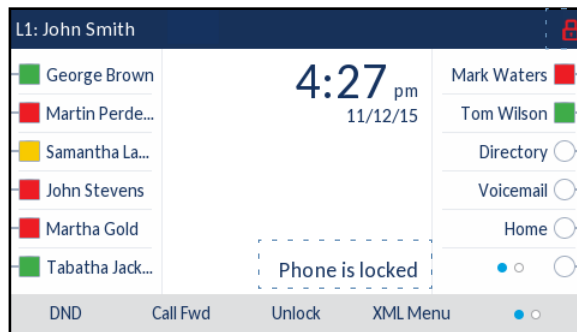 L1: John Smith
George Brown
Martin Perde...
Samantha La...
John Stevens
Martha Gold
Tabatha Jack...
4:27 pm
11/12/15
Phone is locked
Mark Waters
Tom Wilson
Directory
Voicemail
Home
DND Call Fwd Unlock XML Menu